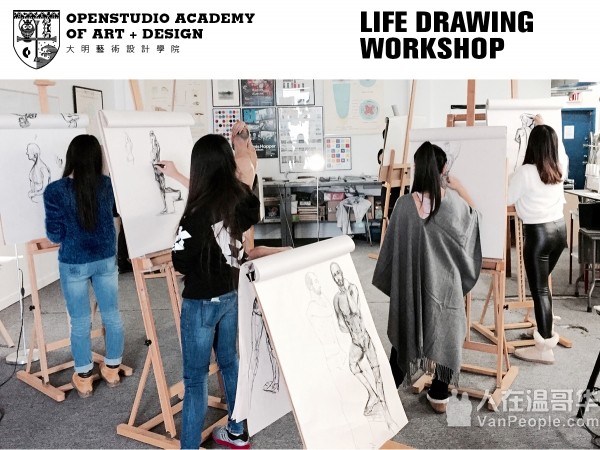 OPENSTUDIO ACADEMY
OF ART + DESIGN
大明藝術設計學院
LIFE DRAWING
WORKSHOP
EXIT
人在温哥华
VanPeople.com